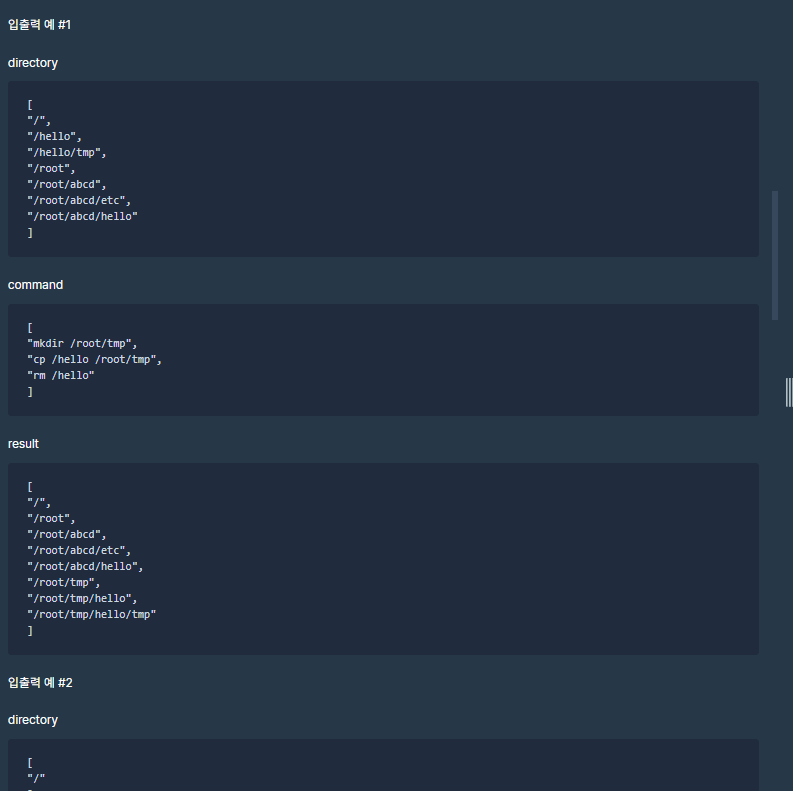 입출력 예 #1
directory
[
"/",
"/hello",
"/hello/tmp",
"/root",
"/root/abcd",
"/root/abcd/etc",
"/root/abcd/hello"
]
command
[
"mkdir /root/tmp",
"cp /hello /root/tmp",
"rm /hello"
]
result
[
"/",
"/root",
"/root/abcd",
"/root/abcd/etc",
"/root/abcd/hello",
"/root/tmp",
"/root/tmp/hello",
"/root/tmp/hello/tmp"
]
입출력 예 #2
directory
[
"/"